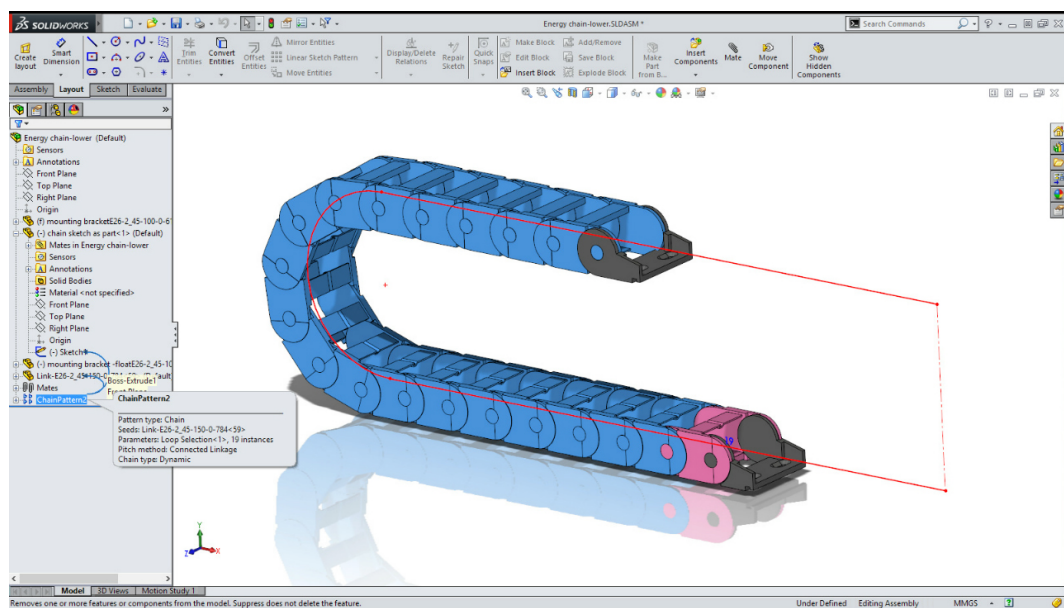 SOLIDWORKS
Energy chain-lower.SLDASM *
Search Commands
Create layout
Smart Dimension
Trim Entities
Convert Entities
Offset Entities
Mirror Entities
Linear Sketch Pattern
Move Entities
Display/Delete Relations
Repair Sketch
Quick Snaps
Make Block
Edit Block
Insert Block
Add/Remove
Save Block
Explode Block
Make Part from B...
Insert Components
Mate
Move Component
Show Hidden Components
Assembly Layout Sketch Evaluate
Energy chain-lower (Default)
Sensors
Annotations
Front Plane
Top Plane
Right Plane
Origin
(f) mounting bracketE26-2_45-100-0-6
(-) chain sketch as part<1> (Default)
Mates in Energy chain-lower
Sensors
Annotations
Solid Bodies
Material <not specified>
Front Plane
Top Plane
Right Plane
Origin
(-) Sketch
(-) mounting bracket -floatE26-2_45-10
Link-E26-2_45-150-0-784
Mates
Boss-Extrude1
ChainPattern2
ChainPattern2
Pattern type: Chain
Seeds: Link-E26-2_45-150-0-784<59>
Parameters: Loop Selection<1>, 19 instances
Pitch method: Connected Linkage
Chain type: Dynamic
19
Y
X
Z
Model 3D Views Motion Study 1
Removes one or more features or components from the model. Suppress does not delete the feature.
Under Defined Editing Assembly MMGS